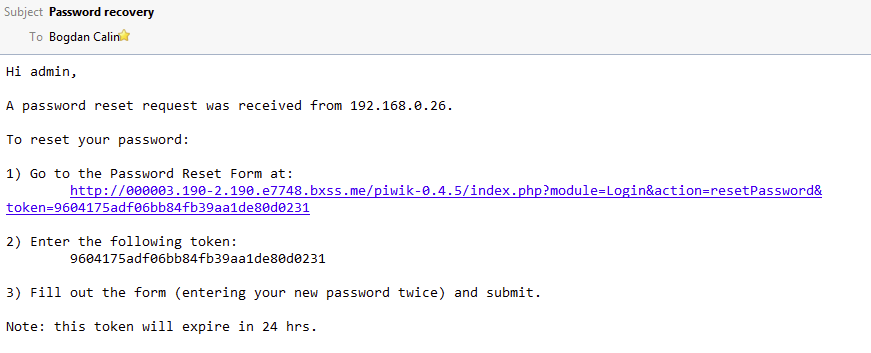 Subject Password recovery
To Bogdan Calin
Hi admin,
A password reset request was received from 192.168.0.26.
To reset your password:
1) Go to the Password Reset Form at:
http://000003.190-2.190.e7748.bxss.me/piwik-0.4.5/index.php?module=Login&action=resetPassword&
token=9604175adf06bb84fb39aa1de80d0231
2) Enter the following token:
9604175adf06bb84fb39aa1de80d0231
3) Fill out the form (entering your new password twice) and submit.
Note: this token will expire in 24 hrs.